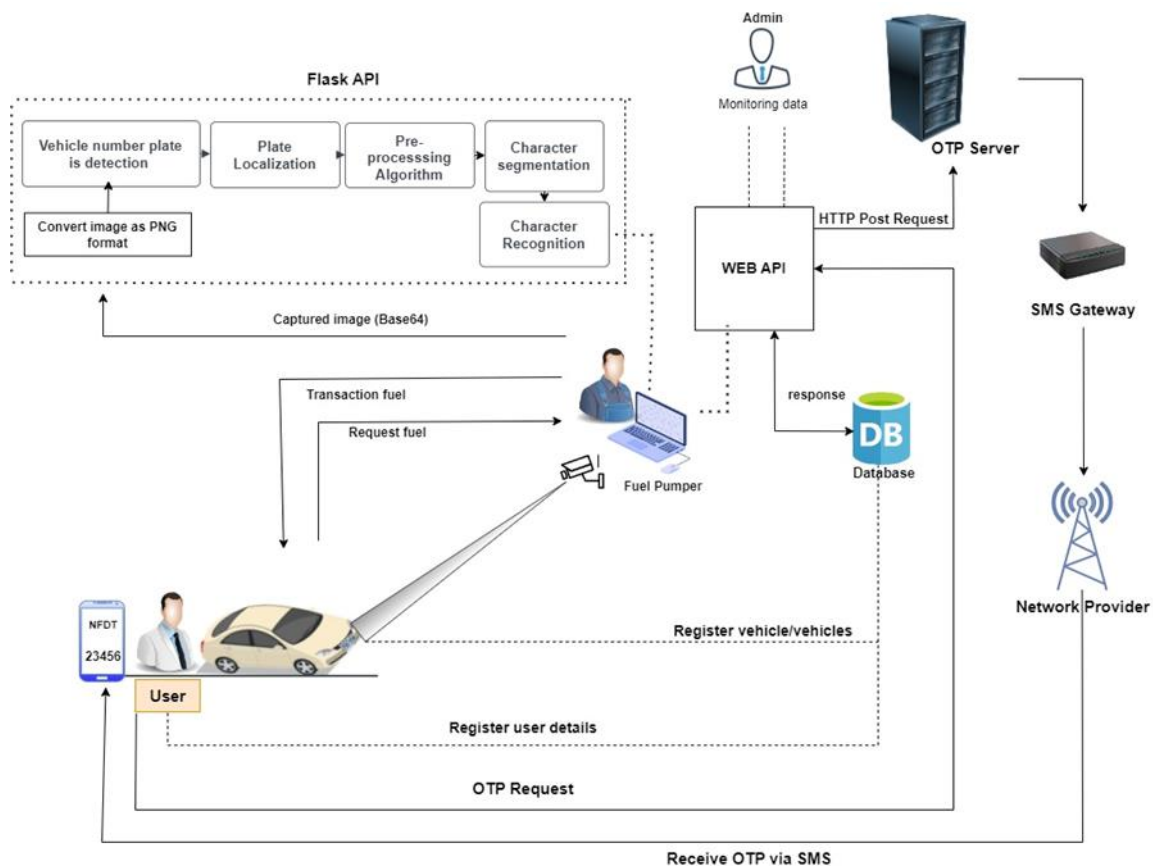 Admin
Monitoring data
OTP Server
Flask API
Vehicle number plate
is detection
Plate
Localization
Pre-
processsing
Algorithm
Character
segmentation
Convert image as PNG
format
Character
Recognition
HTTP Post Request
WEB API
SMS Gateway
Captured image (Base64)
Transaction fuel
Request fuel
response
DB
Database
Fuel Pumper
Network Provider
NFDT
23456
User
Register vehicle/vehicles
Register user details
OTP Request
Receive OTP via SMS